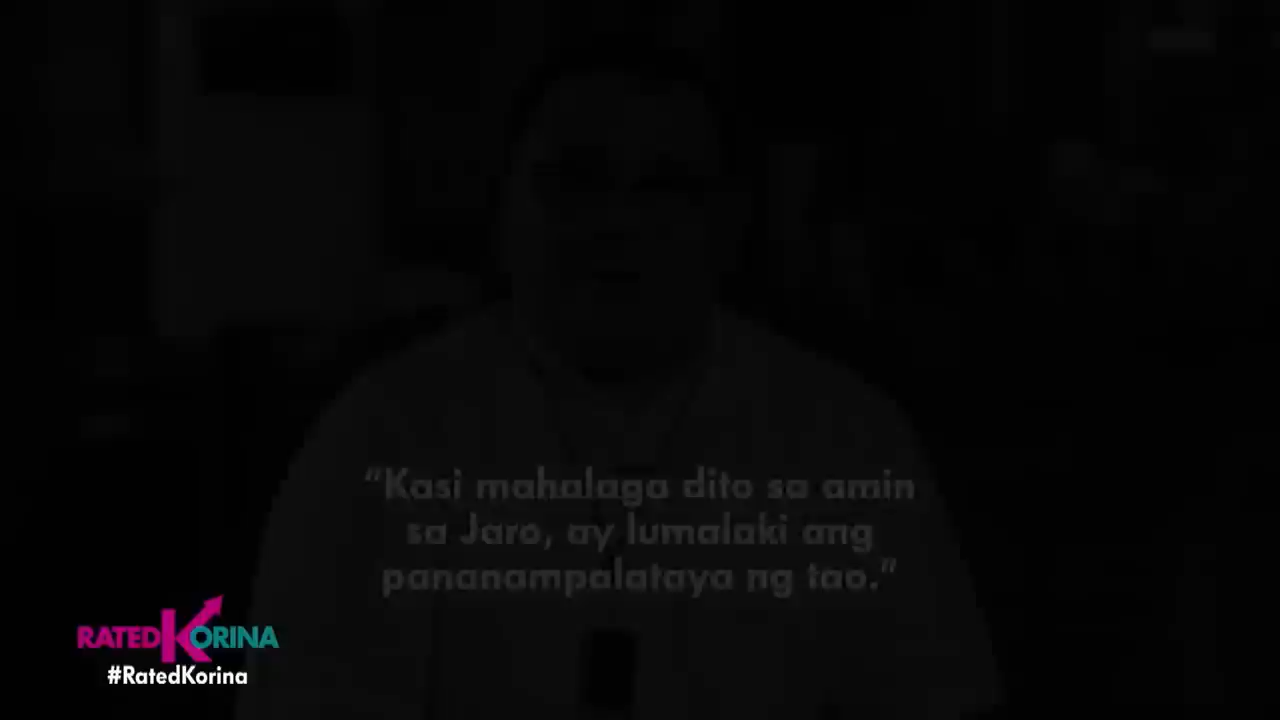 “Kasi mahalaga dito sa amin
sa Jaro, ay lumalaki ang
pananampalataya ng tao.”
RATED KORINA
#RatedKorina